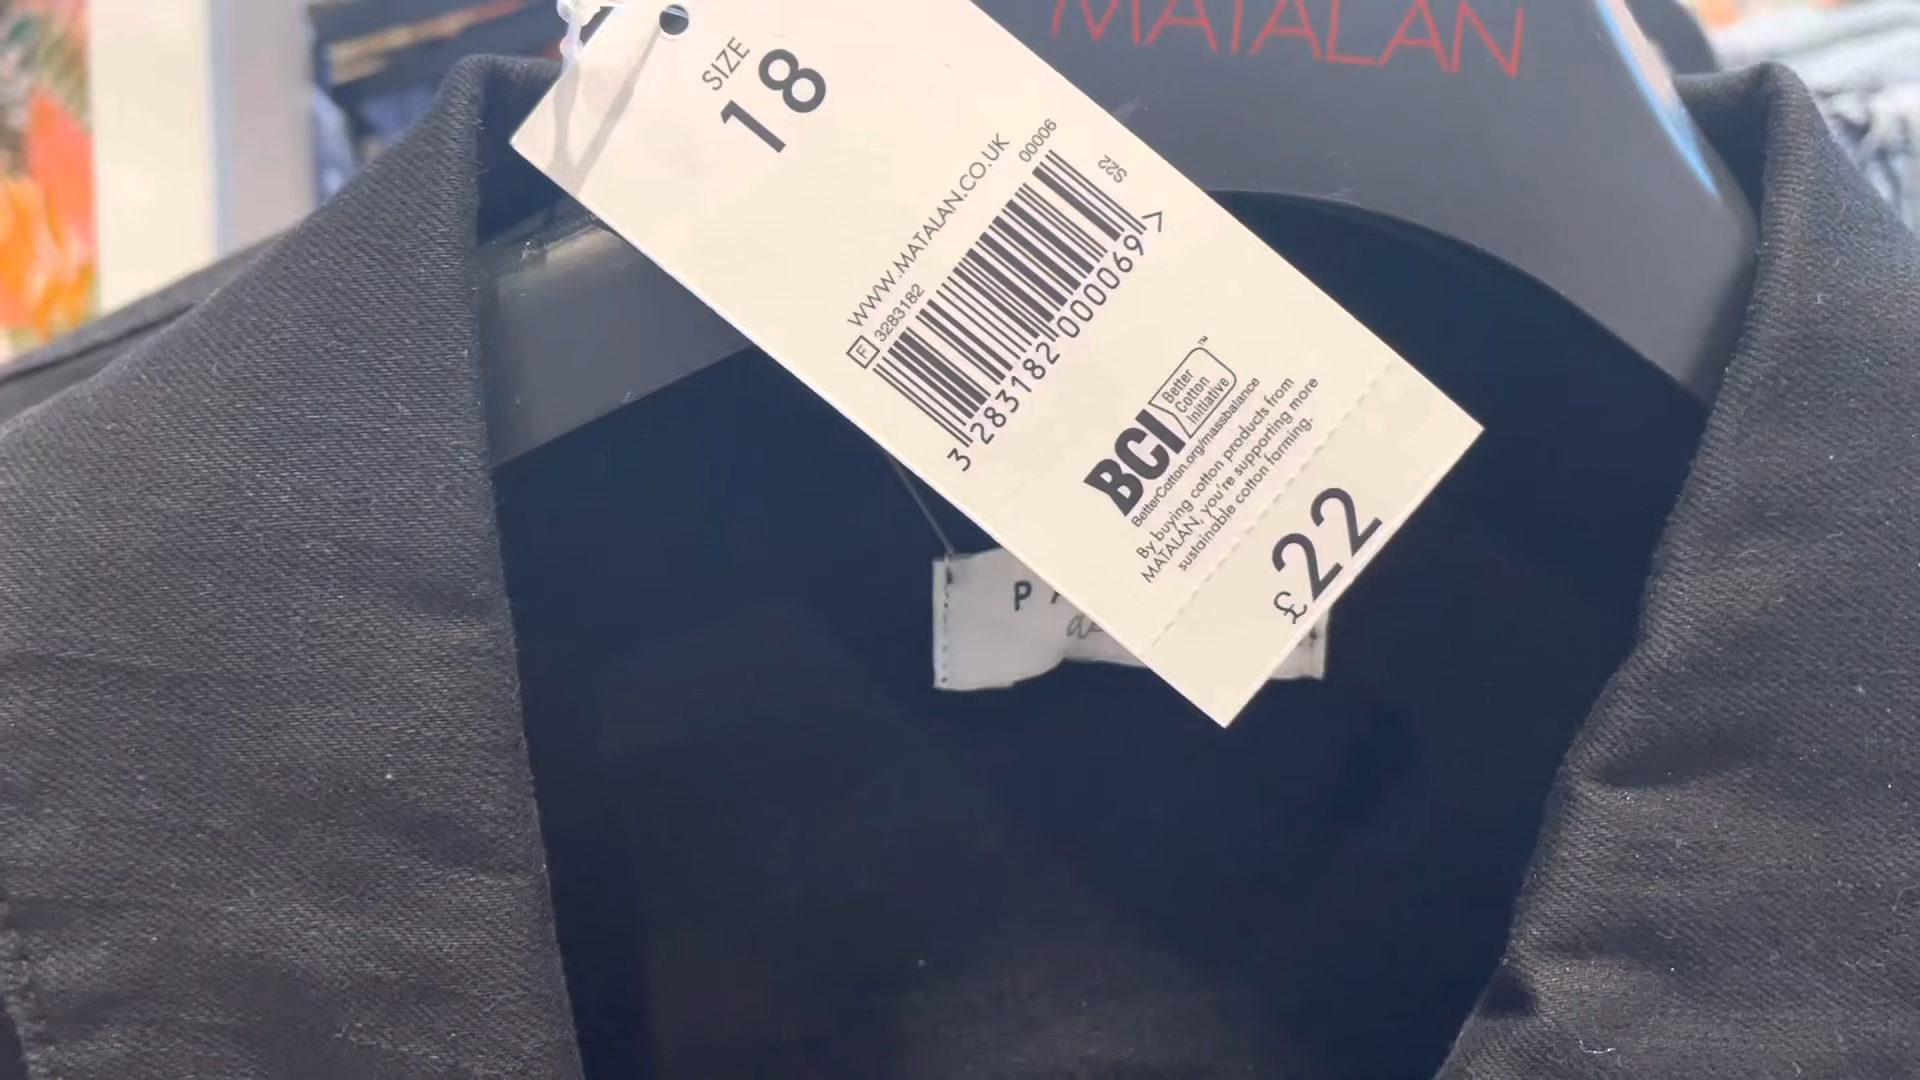 MATALAN
SIZE
18
WWW.MATALAN.CO.UK
F 3283182
00006
S22
3 283182 000069 >
BCI
Better
Cotton
Initiative
TM
BetterCotton.org/massbalance
By buying cotton products from
MATALAN, you're supporting more
sustainable cotton farming.
£22